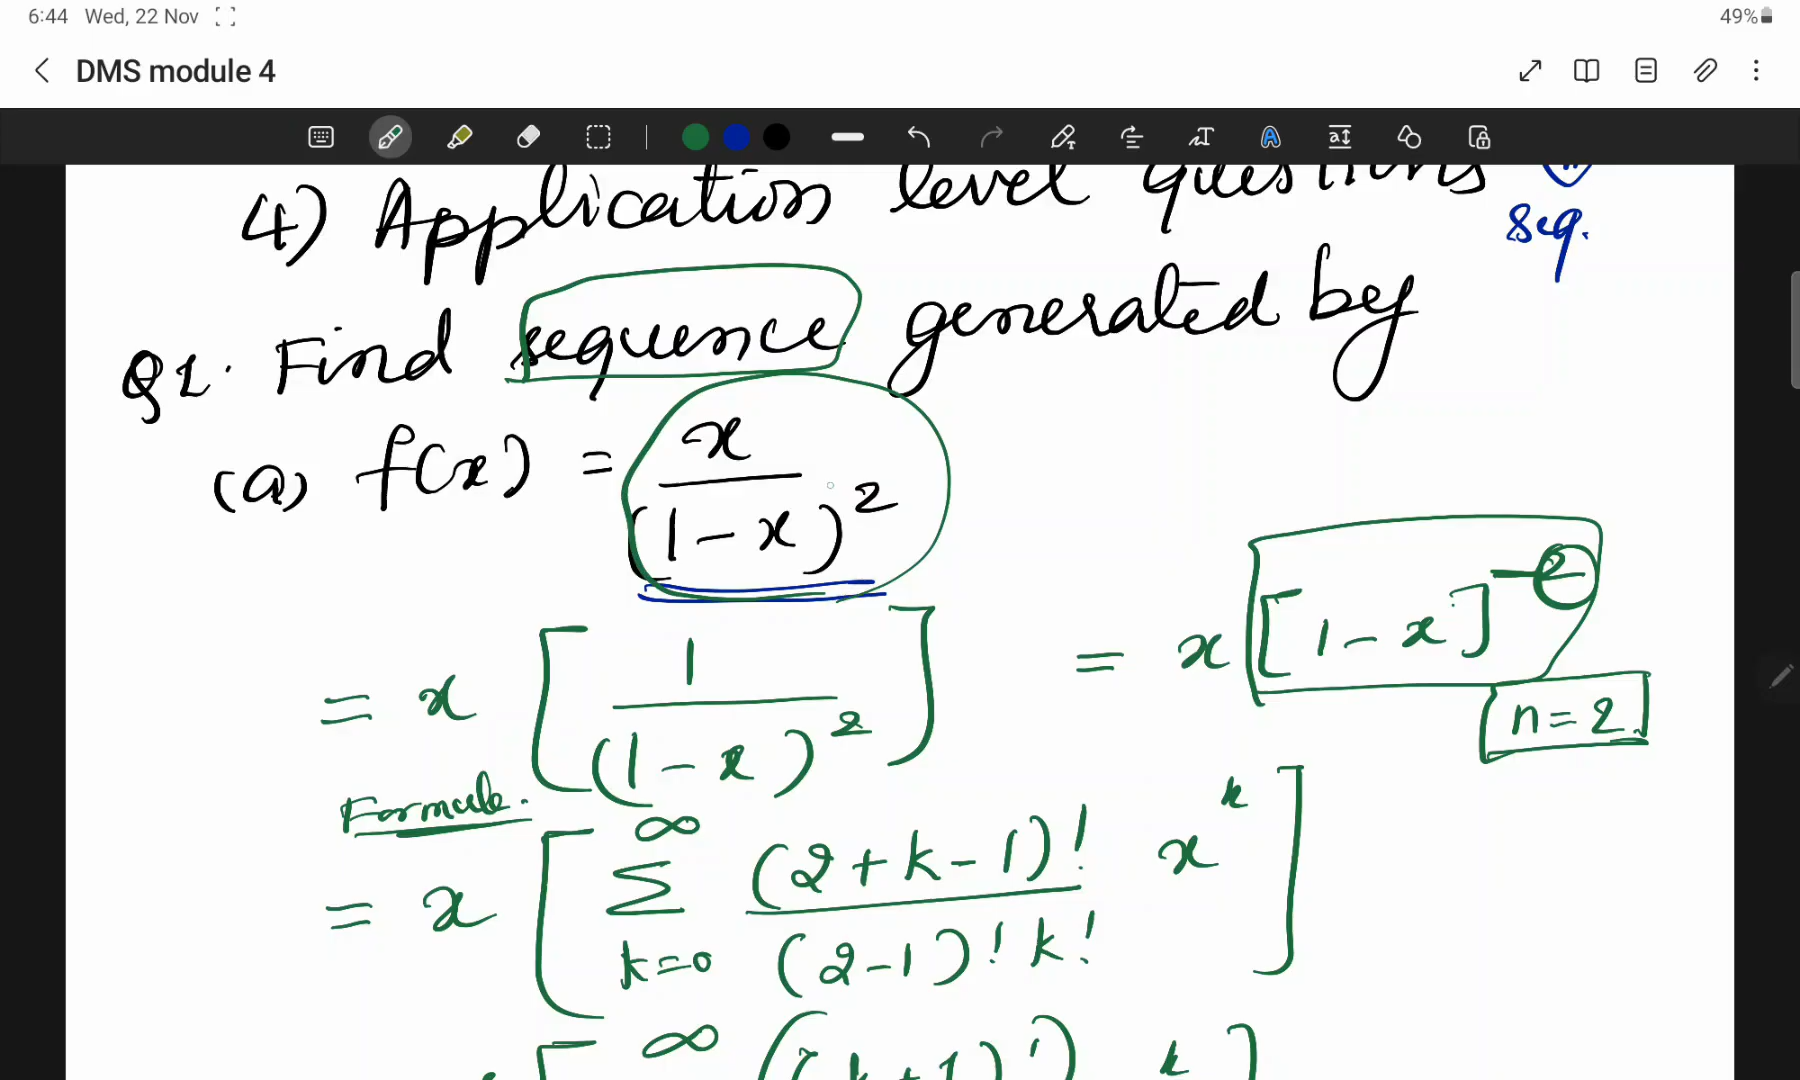 6:44 Wed, 22 Nov 49%
DMS module 4
4) Application level questions
seq.
Q1. Find sequence generated by
(a) f(x) = x / (1-x)^2
= x [ 1 / (1-x)^2 ] = x [1-x]^-2
n=2
Formula.
= x [ ∞ Σ k=0 (2+k-1)! / (2-1)! k! x^k ]
∞ (k+1)! k